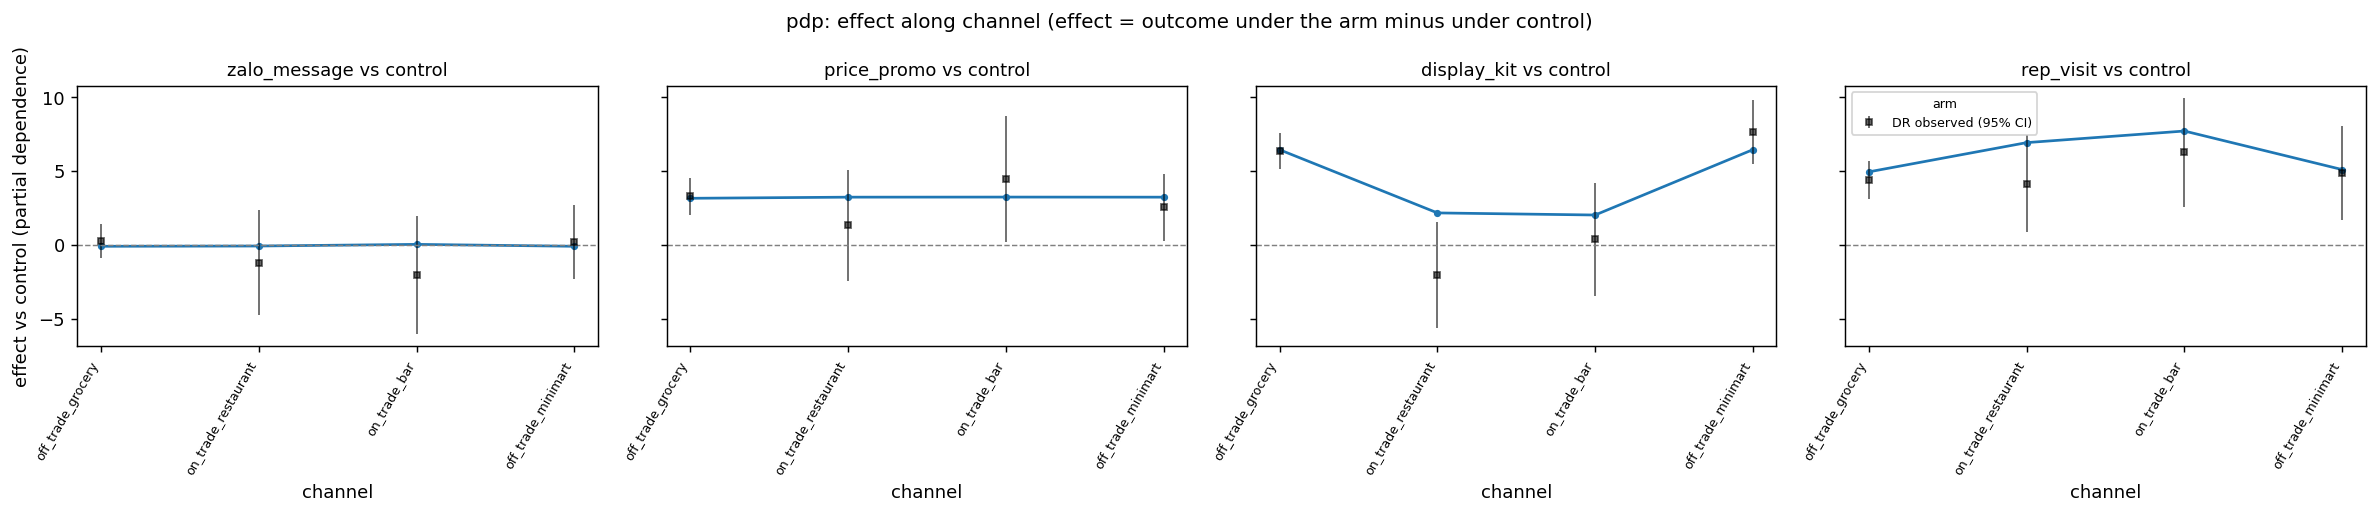 pdp: effect along channel (effect = outcome under the arm minus under control)
effect vs control (partial dependence)
zalo_message vs control
10
5
0
−5
off_trade_grocery
on_trade_restaurant
on_trade_bar
off_trade_minimart
channel
price_promo vs control
off_trade_grocery
on_trade_restaurant
on_trade_bar
off_trade_minimart
channel
display_kit vs control
off_trade_grocery
on_trade_restaurant
on_trade_bar
off_trade_minimart
channel
rep_visit vs control
arm
DR observed (95% CI)
off_trade_grocery
on_trade_restaurant
on_trade_bar
off_trade_minimart
channel